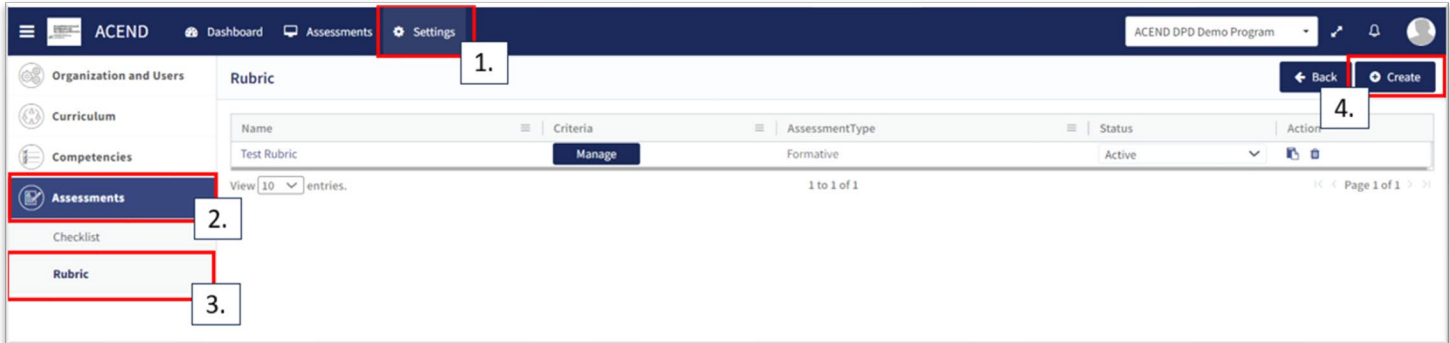 ACEND Dashboard Assessments Settings ACEND DPD Demo Program
1.
Organization and Users
Rubric Back Create
4.
Curriculum
Name Criteria AssessmentType Status Action
Competencies
Test Rubric Manage Formative Active
View 10 entries. 1 to 1 of 1 Page 1 of 1
Assessments
2.
Checklist
Rubric
3.